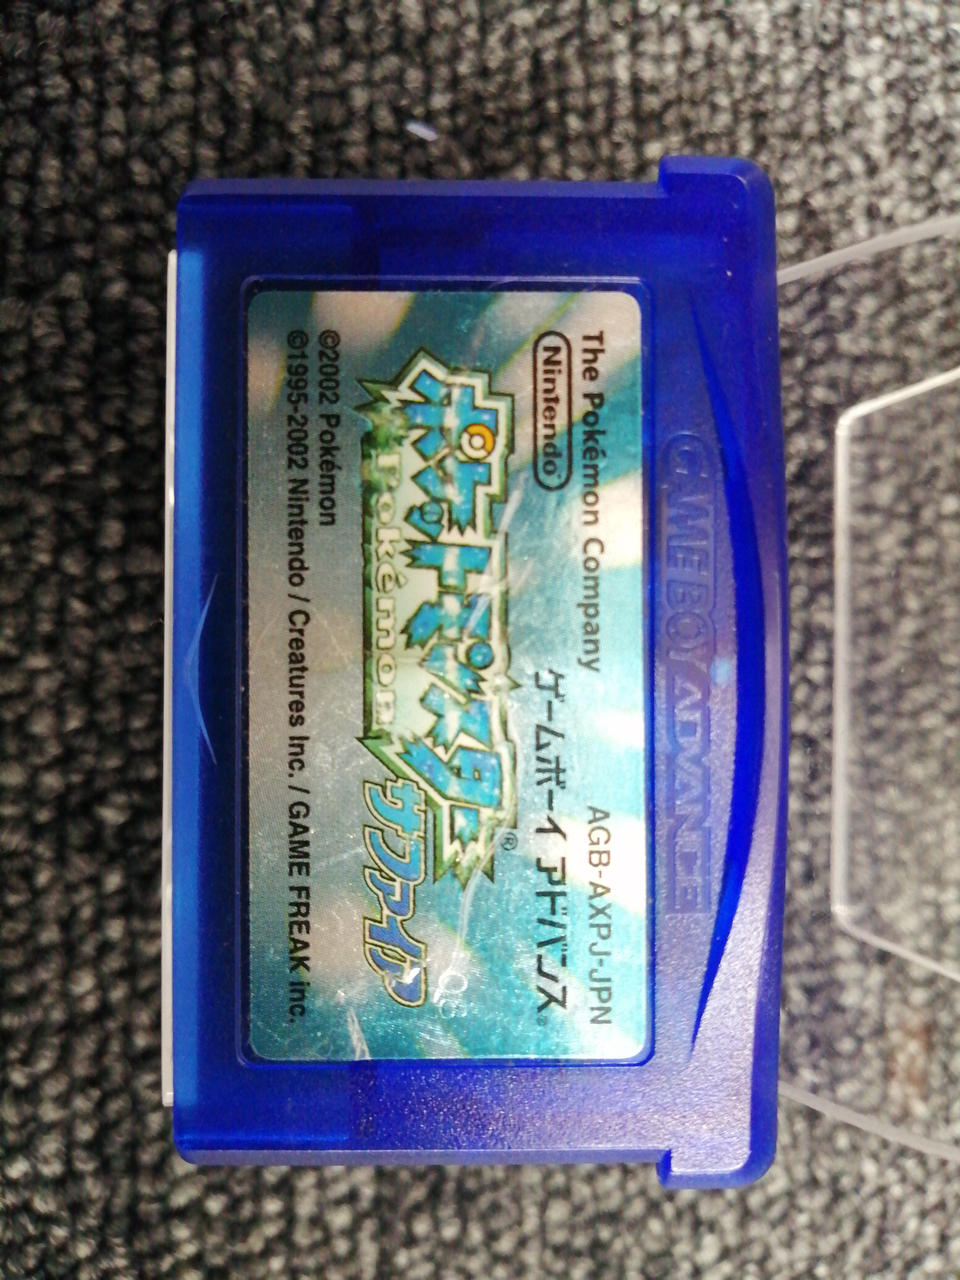 GAME BOY ADVANCE
The Pokémon Company
AGB-AXPJ-JPN
Nintendo®
ゲームボーイアドバンス®
ポケットモンスター®
Pokémon
サファイア
©2002 Pokémon
©1995-2002 Nintendo / Creatures Inc. / GAME FREAK inc.